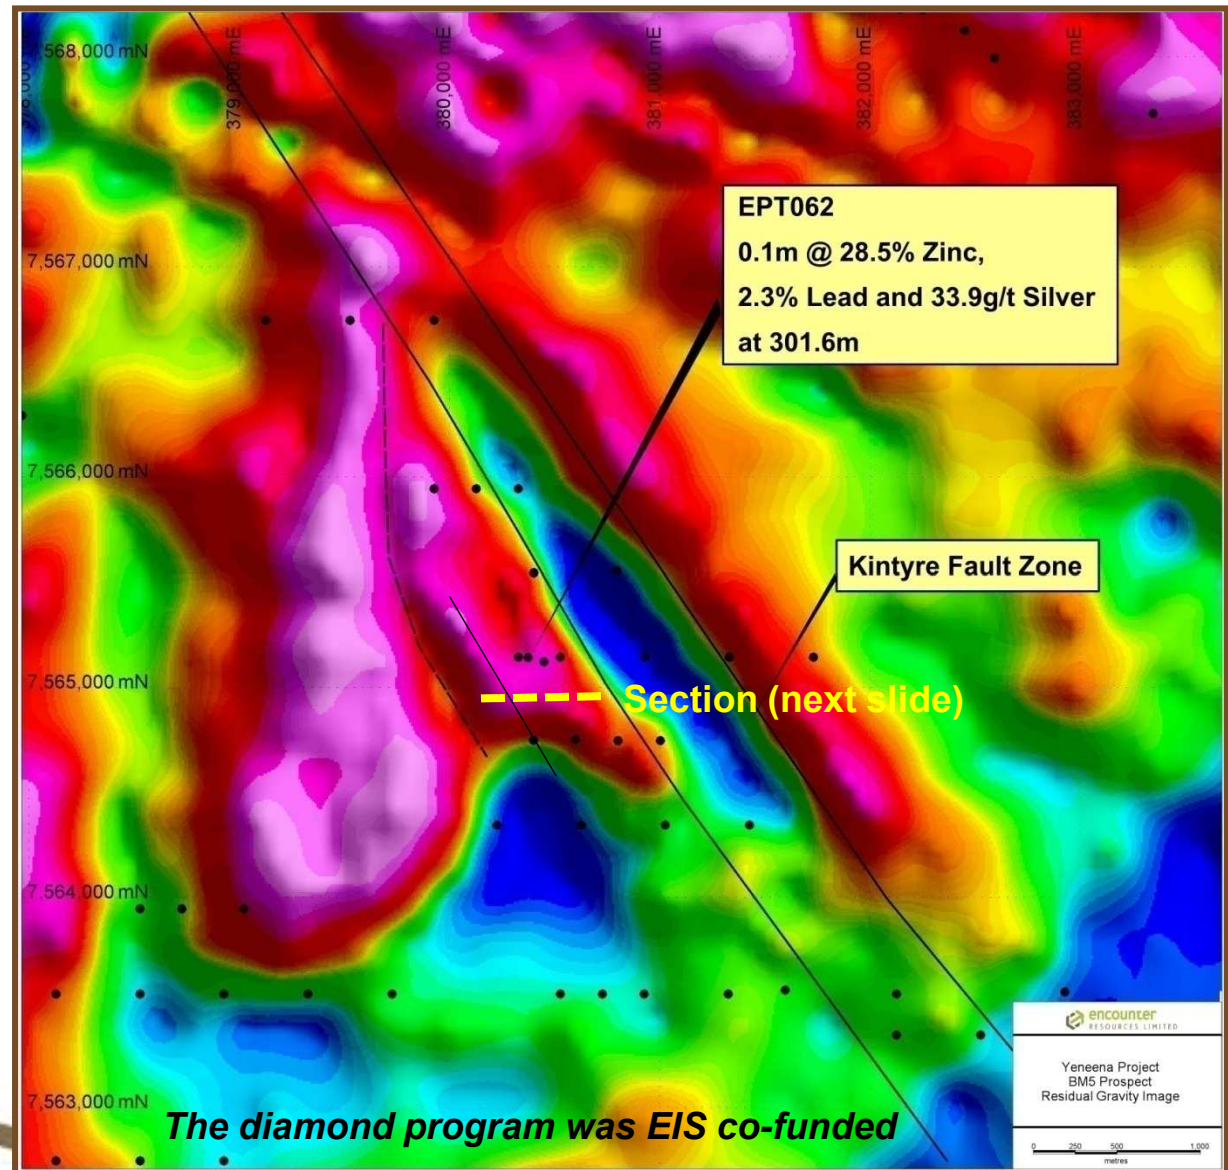 568,000 mN
379,000 mE
380,000 mE
381,000 mE
382,000 mE
383,000 mE
EPT062
0.1m @ 28.5% Zinc,
2.3% Lead and 33.9g/t Silver
at 301.6m
7,567,000 mN
7,566,000 mN
Kintyre Fault Zone
7,565,000 mN
Section (next slide)
7,564,000 mN
encounter
RESOURCES LIMITED
Yeneena Project
BM5 Prospect
Residual Gravity Image
7,563,000 mN
The diamond program was EIS co-funded
0 250 500 1,000
metres